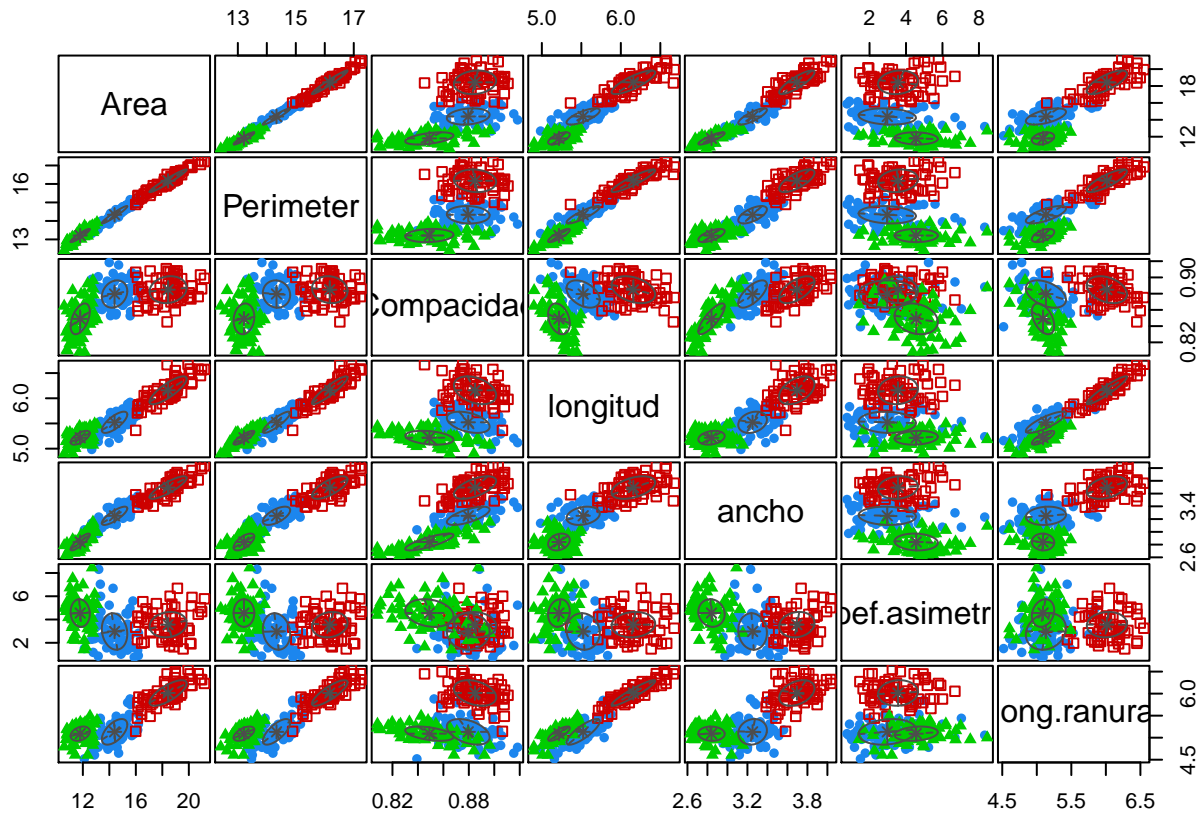 13 15 17
5.0 6.0
2 4 6 8
Area
12 18
13 16
Perimeter
Compacidad
0.82 0.90
5.0 6.0
longitud
ancho
2.6 3.4
2 6
oef.asimetr
ong.ranura
4.5 6.0
12 16 20
0.82 0.88
2.6 3.2 3.8
4.5 5.5 6.5